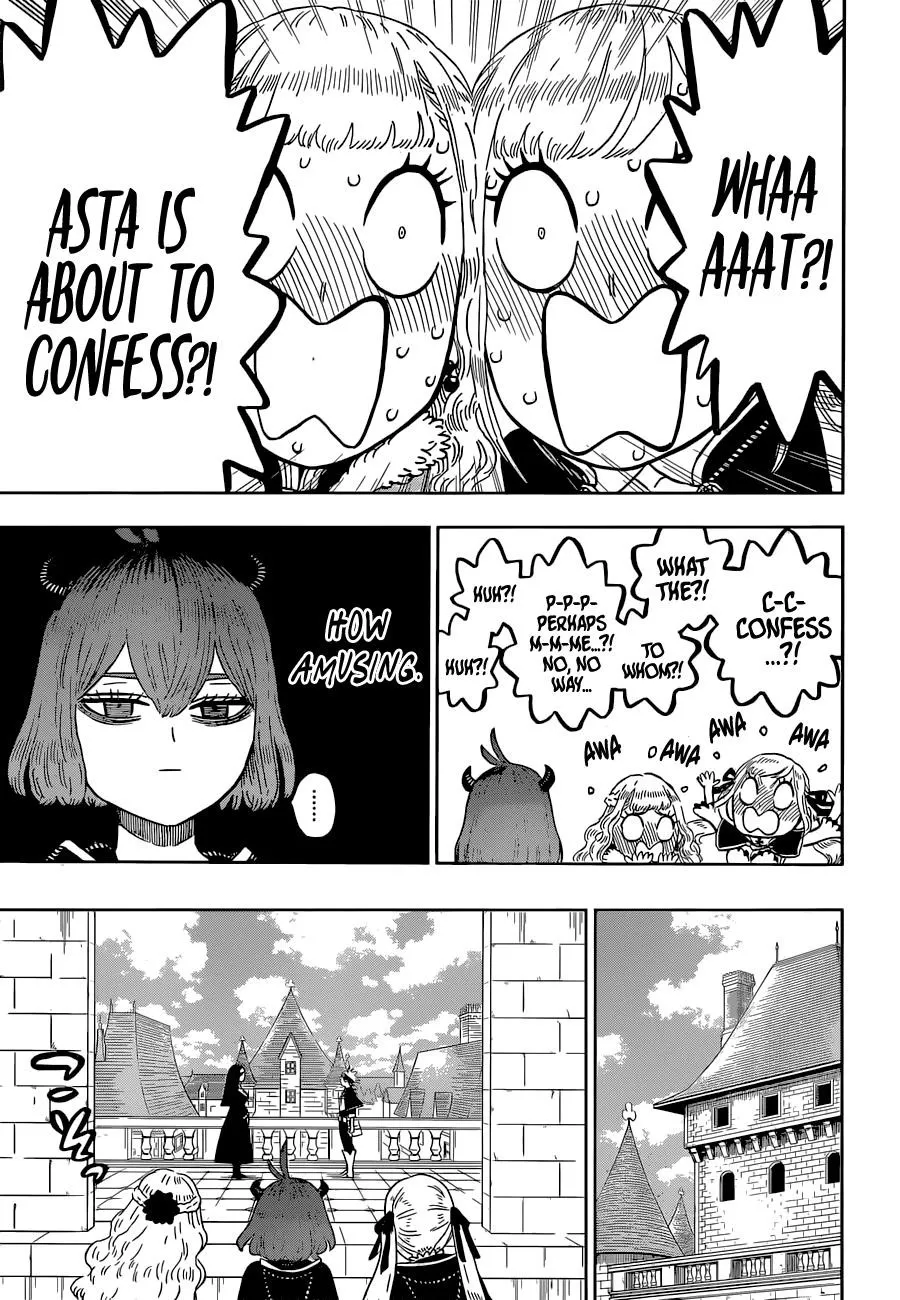 WHAA
AAAT?!
ASTA IS
ABOUT TO
CONFESS?!
C-C-
CONFESS
...?!
WHAT
THE?!
TO
WHOM?!
P-P-P-
PERHAPS
M-M-ME...?!
NO, NO
WAY...
HUH?!
HUH?!
AWA
AWA
AWA
AWA
HOW
AMUSING.
......